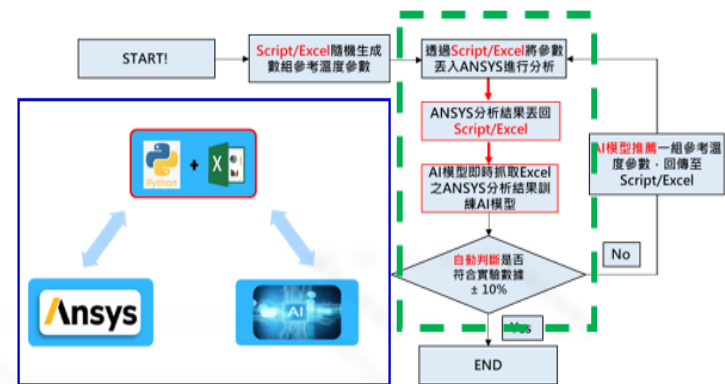 START!
Script/Excel隨機生成
數組參考溫度參數
透過Script/Excel將參數
丟入ANSYS進行分析
ANSYS分析結果丟回
Script/Excel
AI模型即時抓取Excel
之ANSYS分析結果訓
練AI模型
AI模型推薦一組參考溫
度參數，回傳至
Script/Excel
自動判斷是否
符合實驗數據
± 10%
No
Yes
END
Python
+
X
Ansys
AI